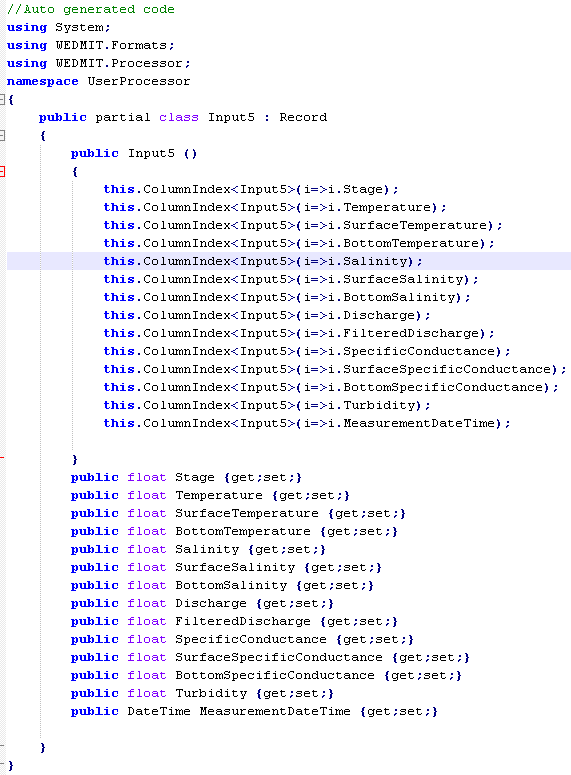 //Auto generated code
using System;
using WEDMIT.Formats;
using WEDMIT.Processor;
namespace UserProcessor
{
    public partial class Input5 : Record
    {
        public Input5 ()
        {
            this.ColumnIndex<Input5>(i=>i.Stage);
            this.ColumnIndex<Input5>(i=>i.Temperature);
            this.ColumnIndex<Input5>(i=>i.SurfaceTemperature);
            this.ColumnIndex<Input5>(i=>i.BottomTemperature);
            this.ColumnIndex<Input5>(i=>i.Salinity);
            this.ColumnIndex<Input5>(i=>i.SurfaceSalinity);
            this.ColumnIndex<Input5>(i=>i.BottomSalinity);
            this.ColumnIndex<Input5>(i=>i.Discharge);
            this.ColumnIndex<Input5>(i=>i.FilteredDischarge);
            this.ColumnIndex<Input5>(i=>i.SpecificConductance);
            this.ColumnIndex<Input5>(i=>i.SurfaceSpecificConductance);
            this.ColumnIndex<Input5>(i=>i.BottomSpecificConductance);
            this.ColumnIndex<Input5>(i=>i.Turbidity);
            this.ColumnIndex<Input5>(i=>i.MeasurementDateTime);

        }
        public float Stage {get;set;}
        public float Temperature {get;set;}
        public float SurfaceTemperature {get;set;}
        public float BottomTemperature {get;set;}
        public float Salinity {get;set;}
        public float SurfaceSalinity {get;set;}
        public float BottomSalinity {get;set;}
        public float Discharge {get;set;}
        public float FilteredDischarge {get;set;}
        public float SpecificConductance {get;set;}
        public float SurfaceSpecificConductance {get;set;}
        public float BottomSpecificConductance {get;set;}
        public float Turbidity {get;set;}
        public DateTime MeasurementDateTime {get;set;}

    }
}